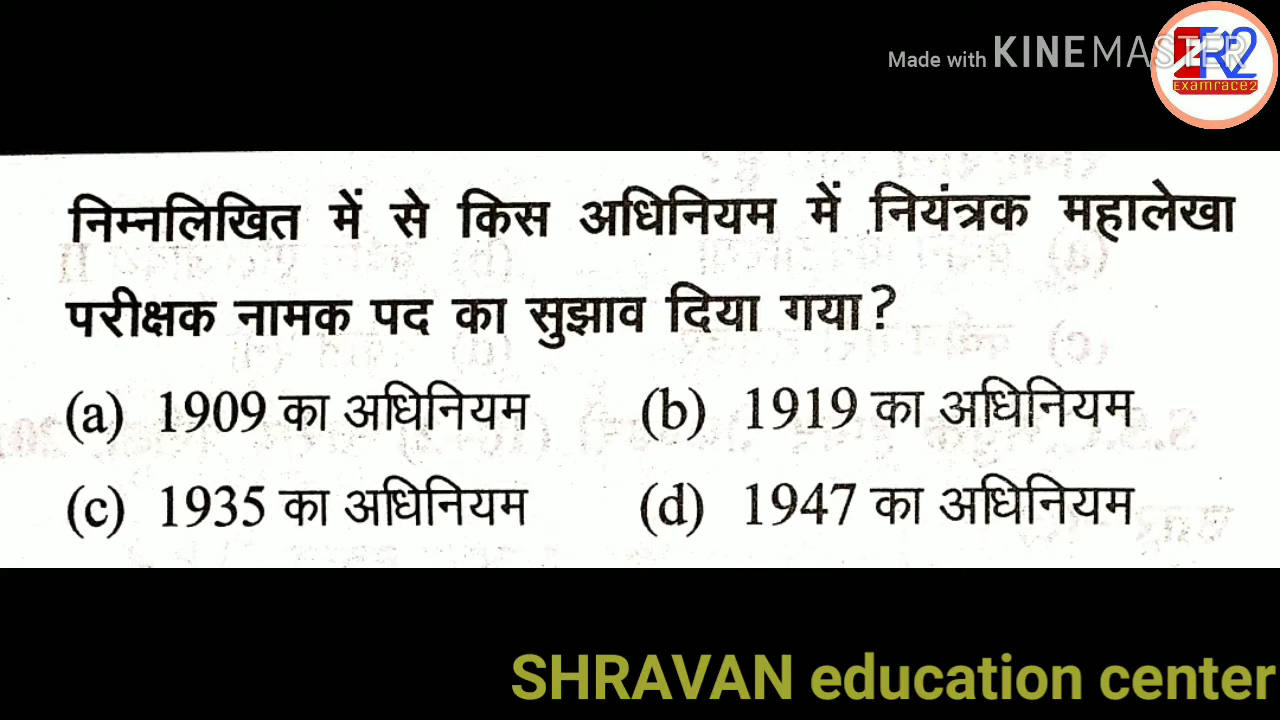 Made with KINEMASTER
ER2
Examrace2
निम्नलिखित में से किस अधिनियम में नियंत्रक महालेखा
परीक्षक नामक पद का सुझाव दिया गया?
(a) 1909 का अधिनियम (b) 1919 का अधिनियम
(c) 1935 का अधिनियम (d) 1947 का अधिनियम
SHRAVAN education center